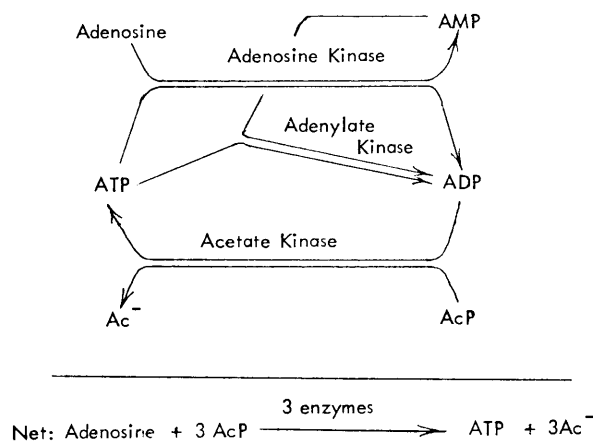 AMP
Adenosine
Adenosine Kinase
Adenylate
Kinase
ATP
ADP
Acetate Kinase
Ac⁻
AcP
3 enzymes
Net: Adenosine + 3 AcP ATP + 3Ac⁻